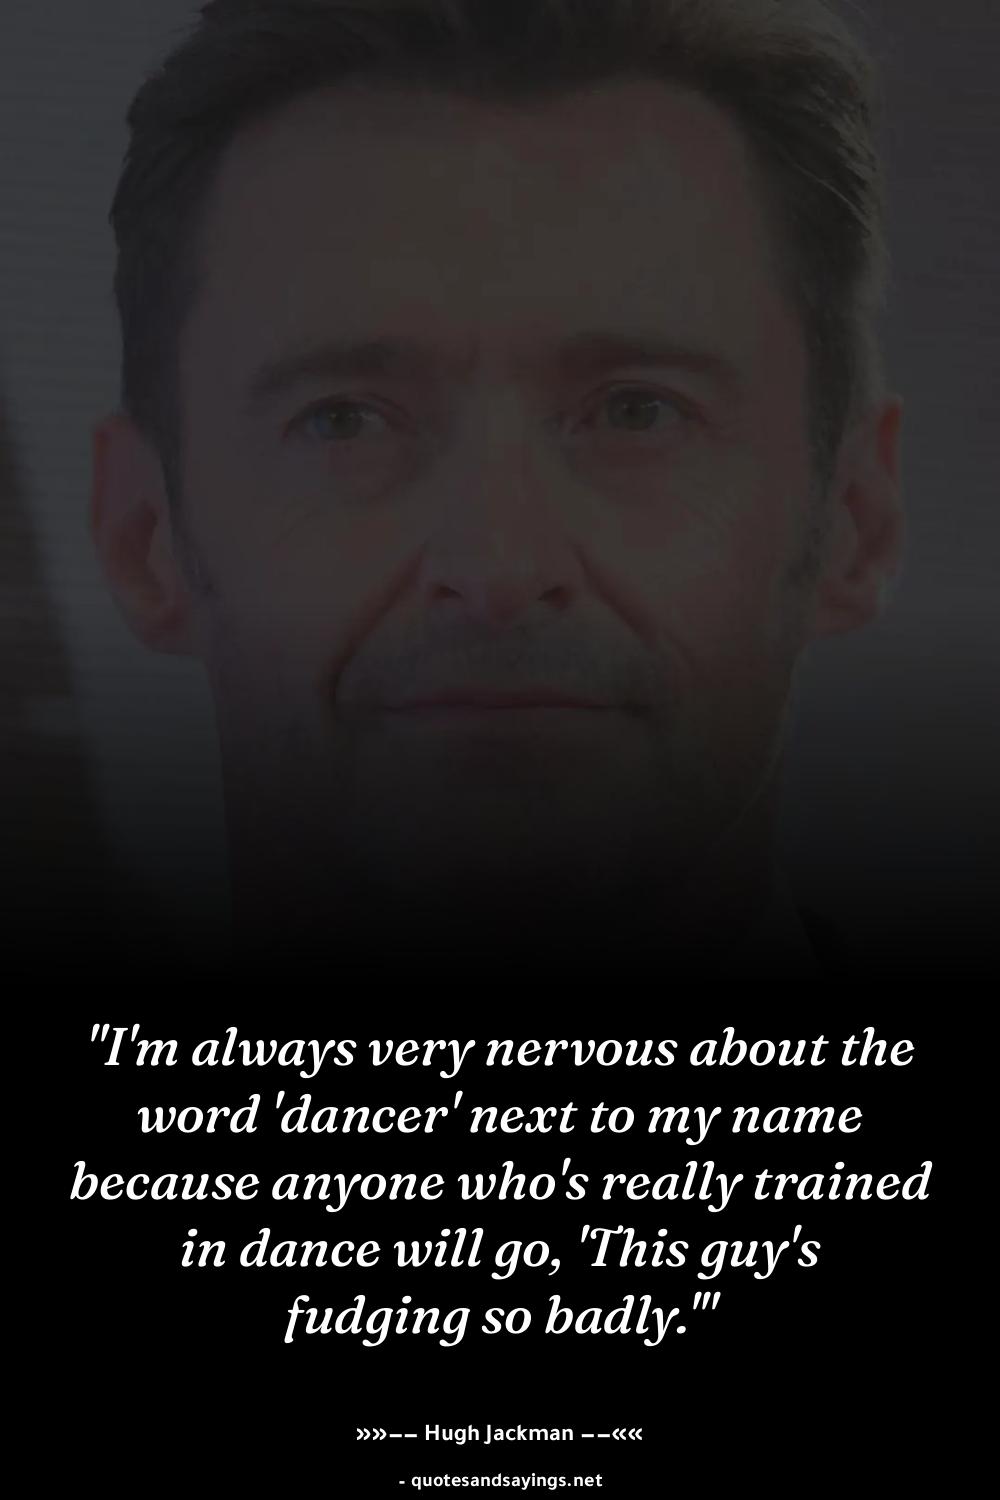 "I'm always very nervous about the
word 'dancer' next to my name
because anyone who's really trained
in dance will go, 'This guy's
fudging so badly.'"
»»–– Hugh Jackman ––««
- quotesandsayings.net